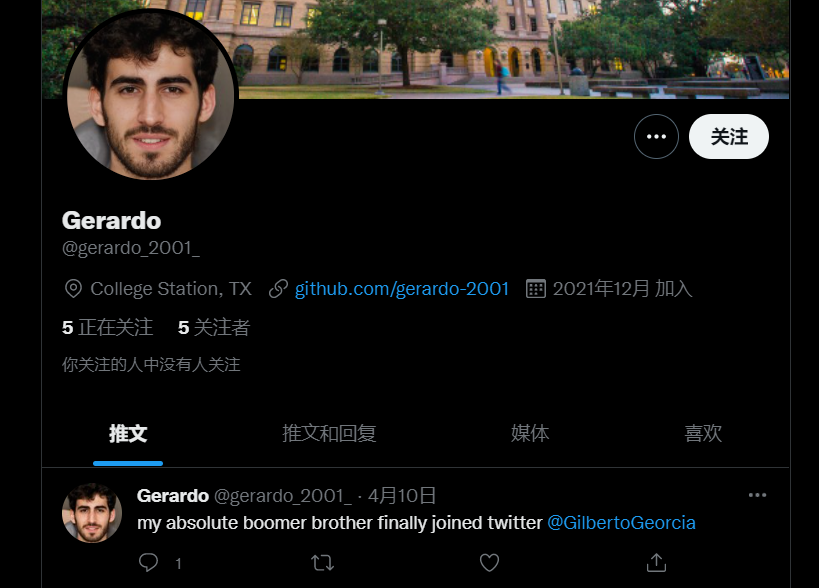 关注
Gerardo
@gerardo_2001_
College Station, TX github.com/gerardo-2001 2021年12月 加入
5 正在关注 5 关注者
你关注的人中没有人关注
推文 推文和回复 媒体 喜欢
Gerardo @gerardo_2001_ · 4月10日
my absolute boomer brother finally joined twitter @GilbertoGeorcia
1